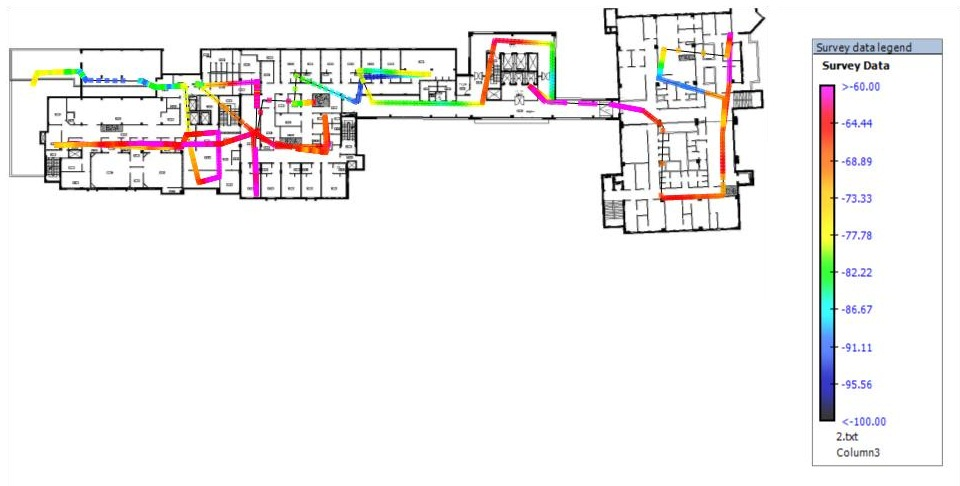 Survey data legend
Survey Data
>-60.00
-64.44
-68.89
-73.33
-77.78
-82.22
-86.67
-91.11
-95.56
<-100.00
2.txt
Column3